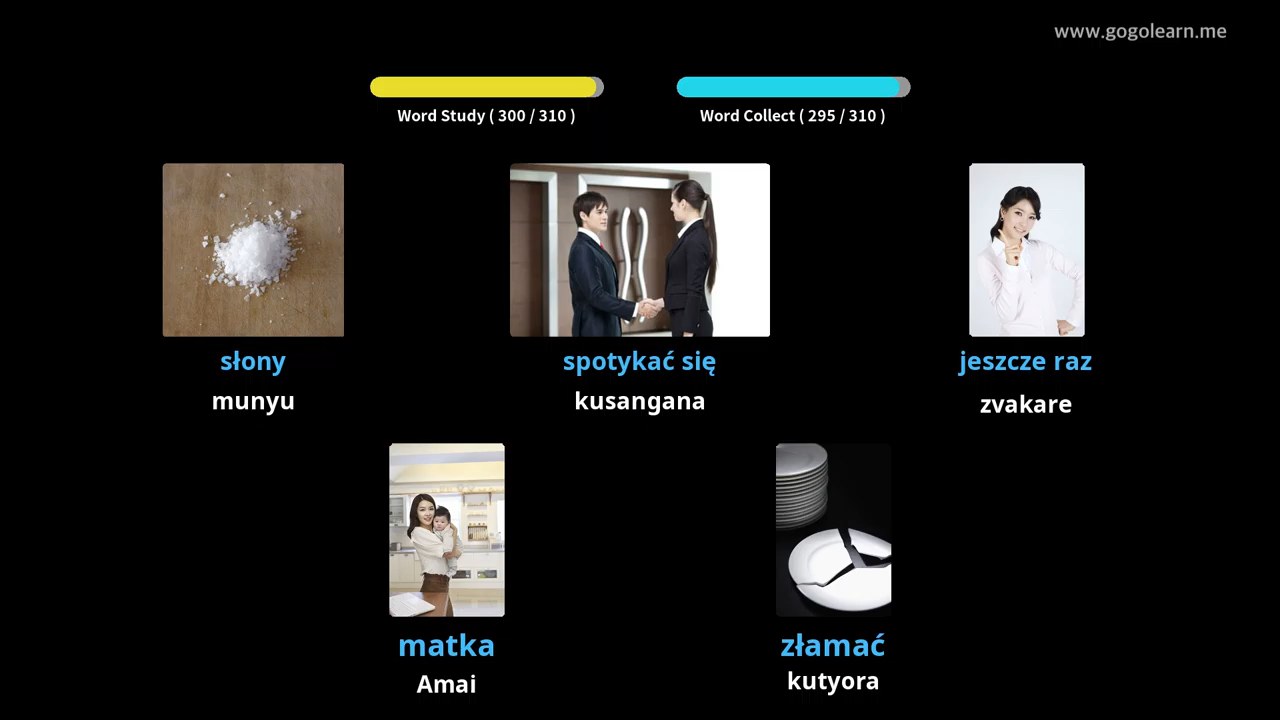 www.gogolearn.me
Word Study ( 300 / 310 )
Word Collect ( 295 / 310 )
słony
spotykać się
jeszcze raz
munyu
kusangana
zvakare
matka
złamać
Amai
kutyora